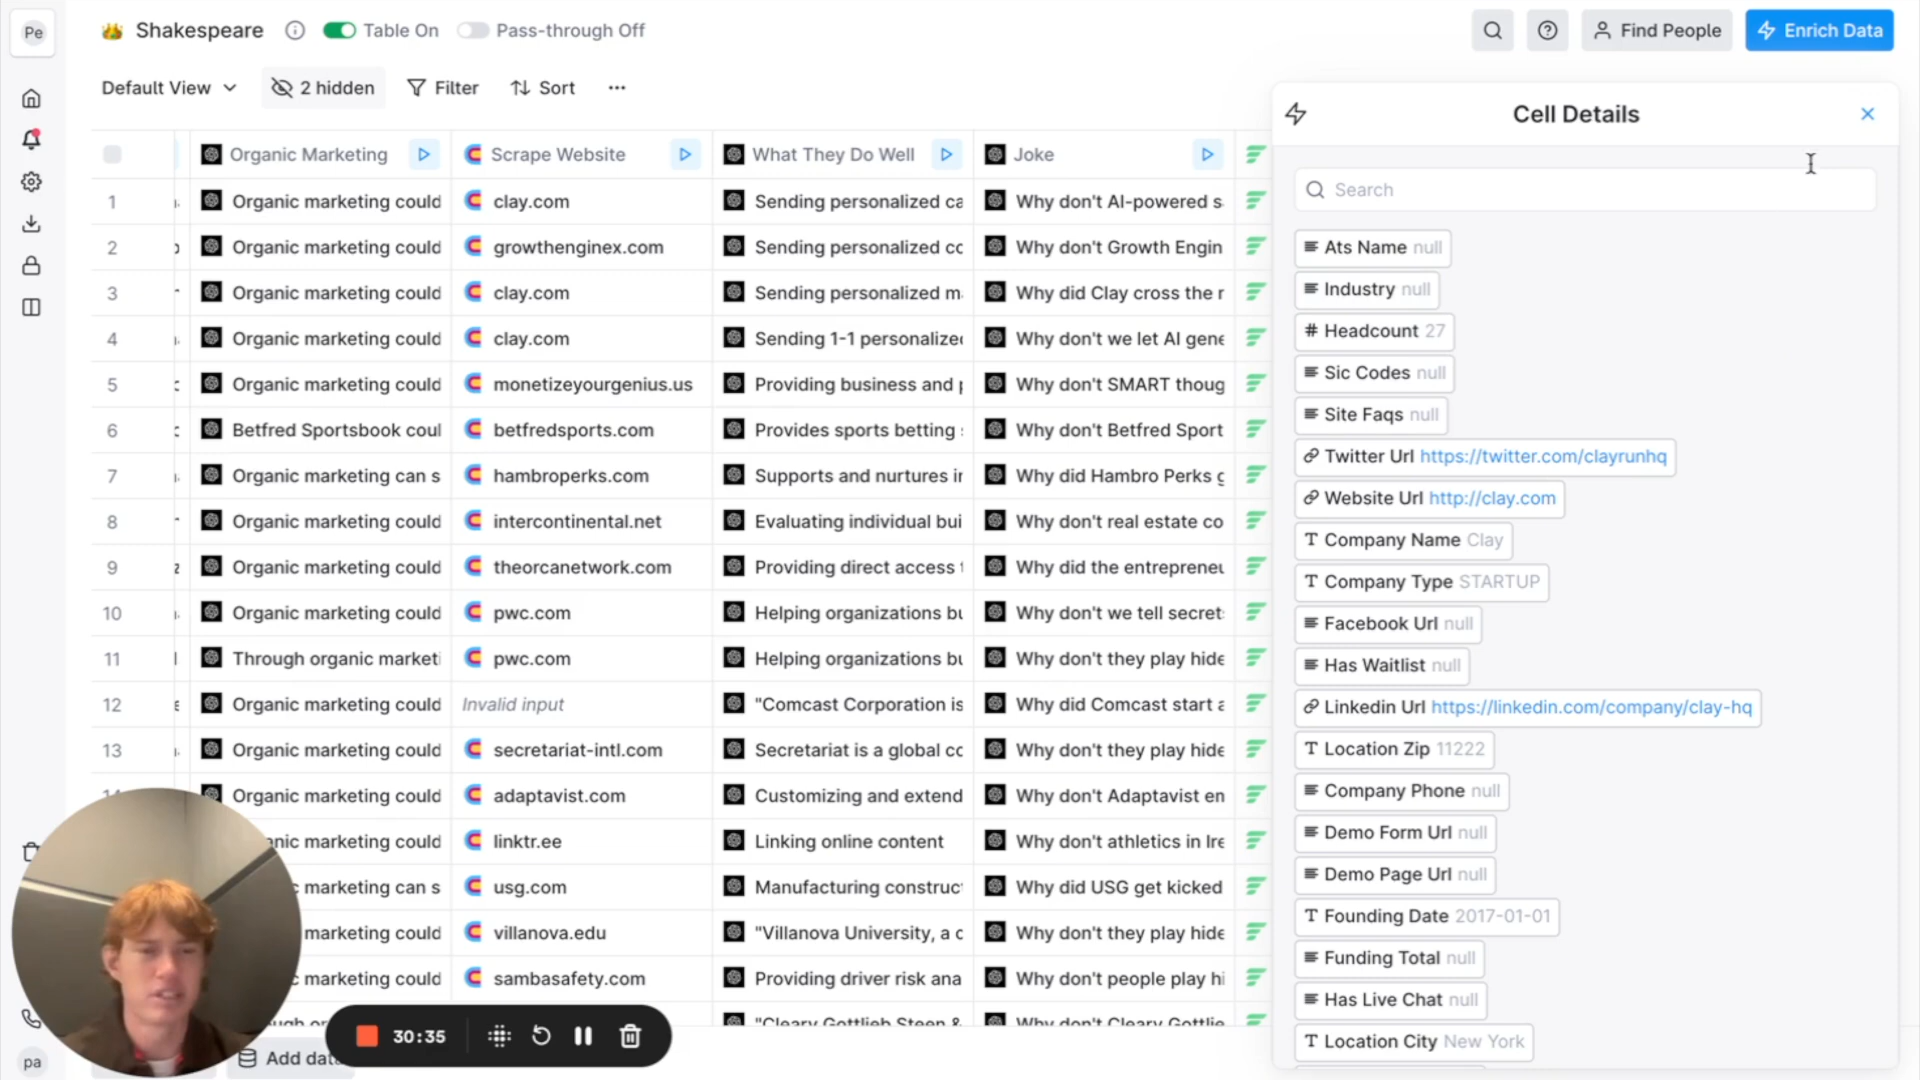 Pe
Shakespeare
Table On
Pass-through Off
Find People
Enrich Data
Default View
2 hidden
Filter
Sort
Organic Marketing
Scrape Website
What They Do Well
Joke
1
Organic marketing could
clay.com
Sending personalized ca
Why don't AI-powered s
2
Organic marketing could
growthenginex.com
Sending personalized cc
Why don't Growth Engin
3
Organic marketing could
clay.com
Sending personalized m
Why did Clay cross the r
4
Organic marketing could
clay.com
Sending 1-1 personalizec
Why don't we let AI gene
5
Organic marketing could
monetizeyourgenius.us
Providing business and p
Why don't SMART thoug
6
Betfred Sportsbook coul
betfredsports.com
Provides sports betting
Why don't Betfred Sport
7
Organic marketing can s
hambroperks.com
Supports and nurtures ir
Why did Hambro Perks g
8
Organic marketing could
intercontinental.net
Evaluating individual bui
Why don't real estate co
9
Organic marketing could
theorcanetwork.com
Providing direct access t
Why did the entrepreneu
10
Organic marketing could
pwc.com
Helping organizations bu
Why don't we tell secret
11
Through organic marketi
pwc.com
Helping organizations bu
Why don't they play hide
12
Organic marketing could
Invalid input
"Comcast Corporation is
Why did Comcast start a
13
Organic marketing could
secretariat-intl.com
Secretariat is a global cc
Why don't they play hide
Organic marketing could
adaptavist.com
Customizing and extend
Why don't Adaptavist en
anic marketing could
linktr.ee
Linking online content
Why don't athletics in Ire
c marketing can s
usg.com
Manufacturing construc
Why did USG get kicked
marketing could
villanova.edu
"Villanova University, a c
Why don't they play hide
c marketing could
sambasafety.com
Providing driver risk ana
Why don't people play hi
"Cleary Gottlieb Steen &
Why don't Cleary Gottlie
Cell Details
Search
Ats Name null
Industry null
# Headcount 27
Sic Codes null
Site Faqs null
Twitter Url https://twitter.com/clayrunhq
Website Url http://clay.com
T Company Name Clay
T Company Type STARTUP
Facebook Url null
Has Waitlist null
Linkedin Url https://linkedin.com/company/clay-hq
T Location Zip 11222
Company Phone null
Demo Form Url null
Demo Page Url null
T Founding Date 2017-01-01
Funding Total null
Has Live Chat null
T Location City New York
30:35
pa
Add data